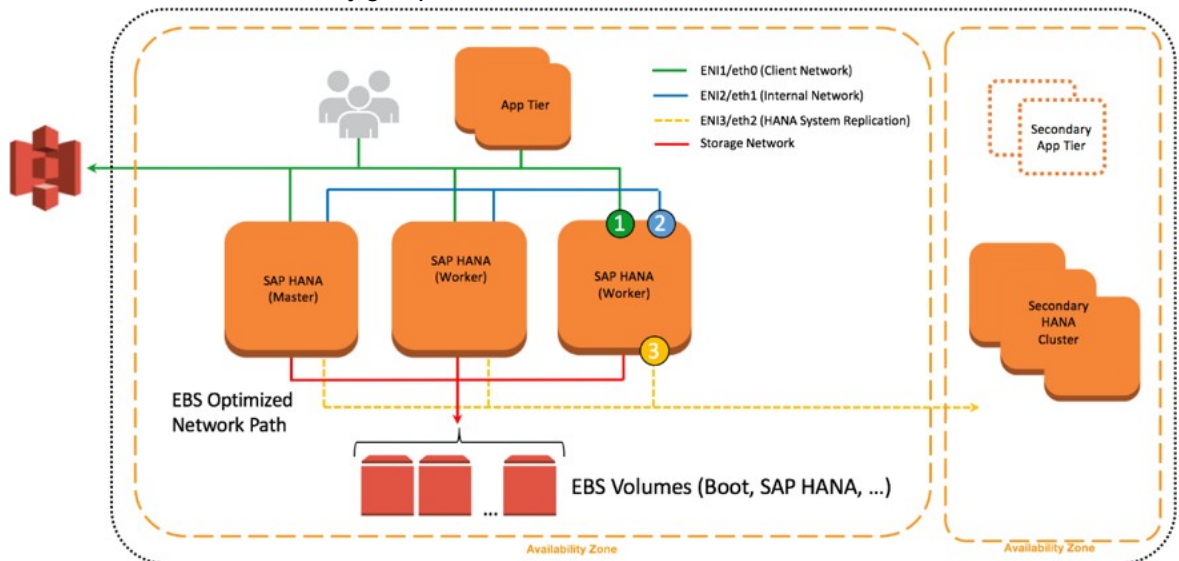 App Tier
ENI1/eth0 (Client Network)
ENI2/eth1 (Internal Network)
ENI3/eth2 (HANA System Replication)
Storage Network
Secondary
App Tier
1
2
SAP HANA
(Master)
SAP HANA
(Worker)
SAP HANA
(Worker)
3
Secondary
HANA
Cluster
EBS Optimized
Network Path
...
EBS Volumes (Boot, SAP HANA, ...)
Availability Zone
Availability Zone